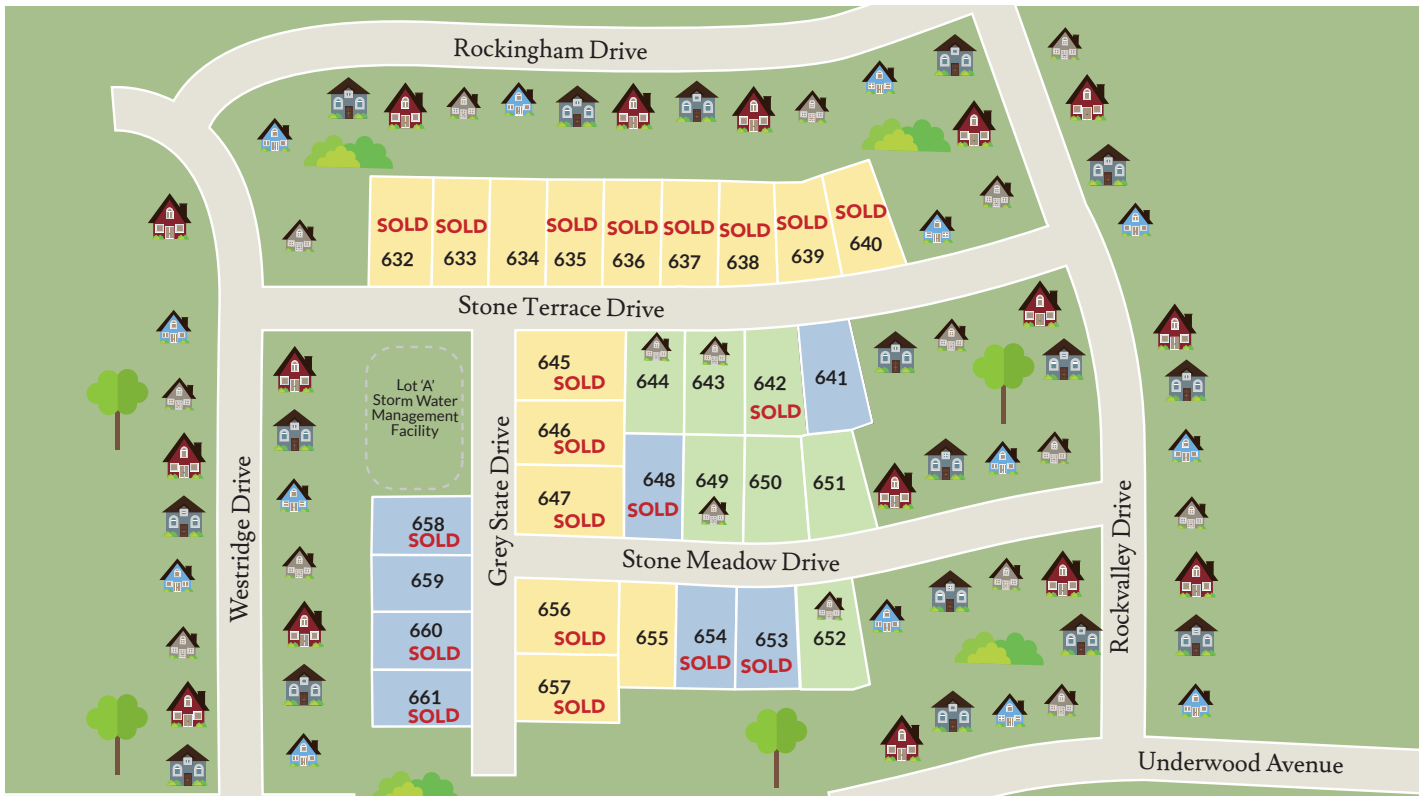 Rockingham Drive
SOLD
632
SOLD
633
634
SOLD
635
SOLD
636
SOLD
637
SOLD
638
SOLD
639
SOLD
640
Stone Terrace Drive
Lot 'A'
Storm Water
Management
Facility
645
SOLD
644
643
642
SOLD
641
646
SOLD
647
SOLD
648
SOLD
649
650
651
Westridge Drive
Grey State Drive
Rockvalley Drive
658
SOLD
659
660
SOLD
661
SOLD
Stone Meadow Drive
656
SOLD
655
654
SOLD
653
SOLD
652
657
SOLD
Underwood Avenue